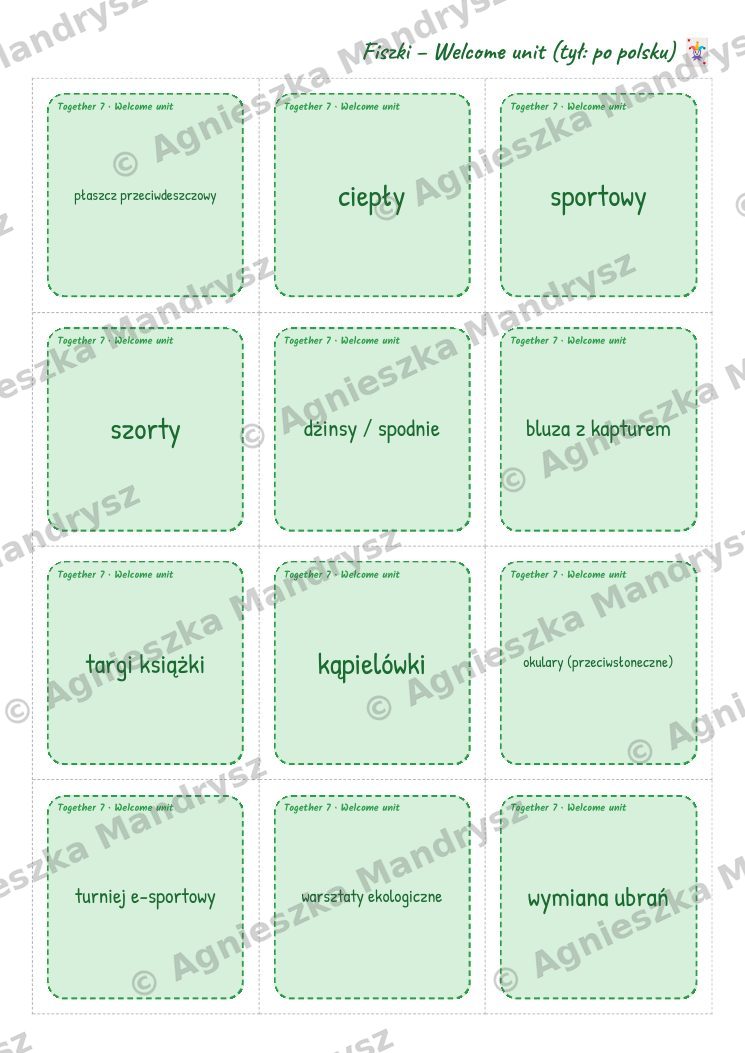 Fiszki – Welcome unit (tył: po polsku)
Together 7 · Welcome unit
płaszcz przeciwdeszczowy
Together 7 · Welcome unit
ciepły
Together 7 · Welcome unit
sportowy
Together 7 · Welcome unit
szorty
Together 7 · Welcome unit
dżinsy / spodnie
Together 7 · Welcome unit
bluza z kapturem
Together 7 · Welcome unit
targi książki
Together 7 · Welcome unit
kąpielówki
Together 7 · Welcome unit
okulary (przeciwsłoneczne)
Together 7 · Welcome unit
turniej e-sportowy
Together 7 · Welcome unit
warsztaty ekologiczne
Together 7 · Welcome unit
wymiana ubrań
© Agnieszka Mandrysz